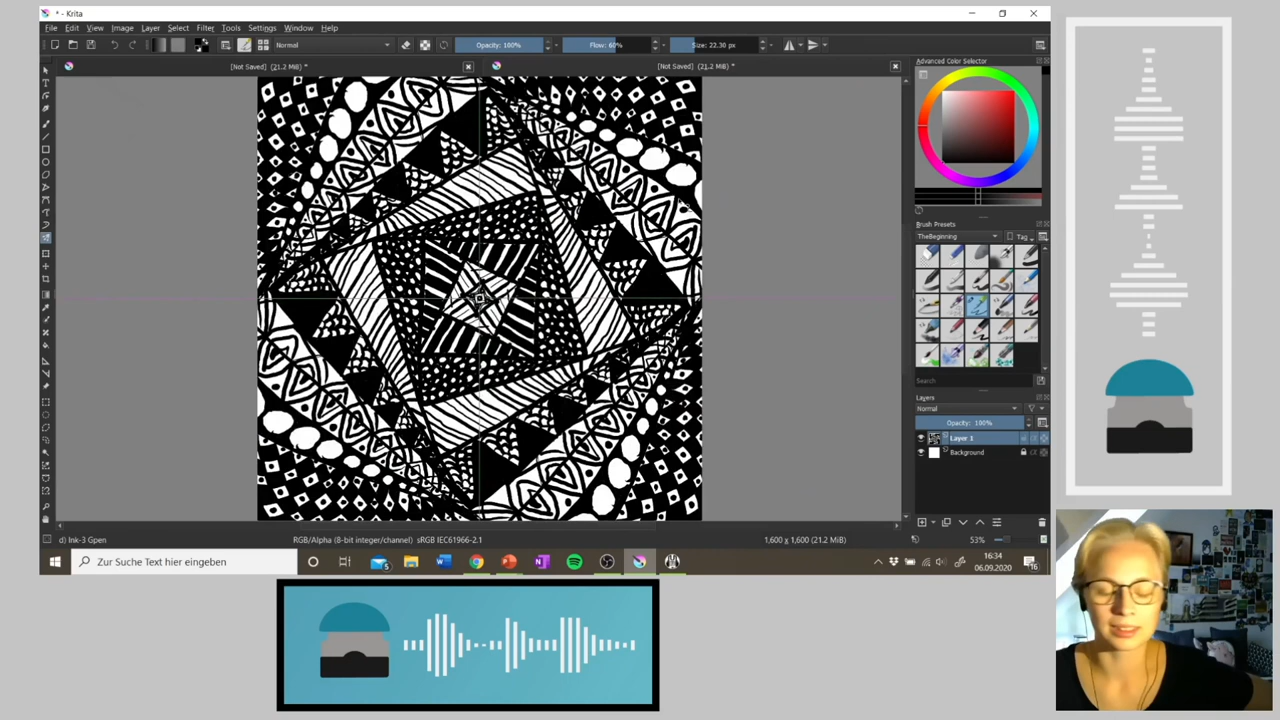 * - Krita
File Edit View Image Layer Select Filter Tools Settings Window Help
Normal Opacity: 100% Flow: 60% Size: 22.30 px
[Not Saved] (21.2 MiB) * [Not Saved] (21.2 MiB) *
Advanced Color Selector
Brush Presets
TheBeginning Tag
Search
Layers
Normal
Opacity: 100%
Layer 1
Background
d) Ink-3 Gpen RGB/Alpha (8-bit integer/channel) sRGB IEC61966-2.1 1,600 x 1,600 (21.2 MiB) 53%
Zur Suche Text hier eingeben 5 16:34
06.09.2020 16